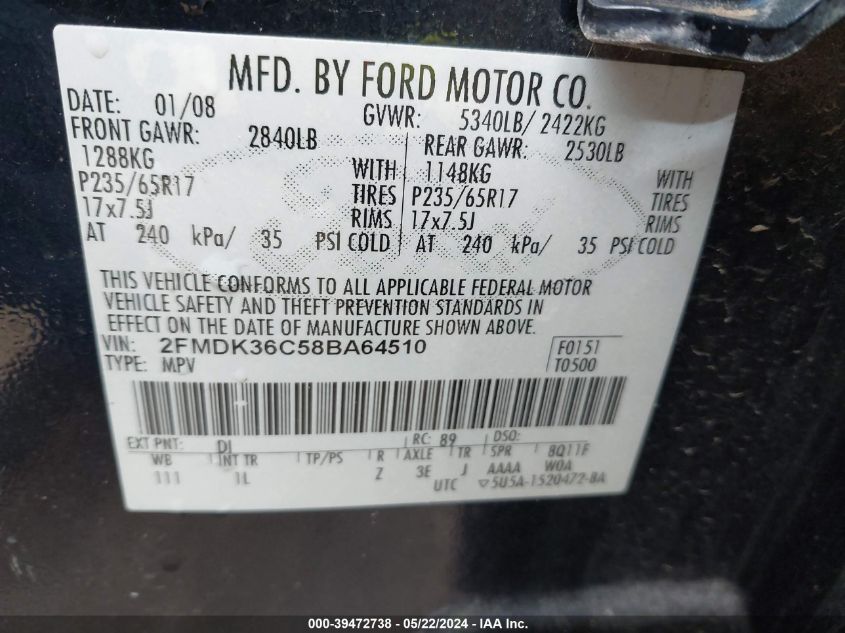 MFD. BY FORD MOTOR CO.
DATE: 01/08 GVWR: 5340LB/ 2422KG
FRONT GAWR: 2840LB REAR GAWR: 2530LB
1288KG WITH 1148KG WITH
P235/65R17 TIRES P235/65R17 TIRES
17x7.5J RIMS 17x7.5J RIMS
AT 240 kPa/ 35 PSI COLD AT 240 kPa/ 35 PSI COLD
THIS VEHICLE CONFORMS TO ALL APPLICABLE FEDERAL MOTOR
VEHICLE SAFETY AND THEFT PREVENTION STANDARDS IN
EFFECT ON THE DATE OF MANUFACTURE SHOWN ABOVE.
VIN: 2FMDK36C58BA64510 F0151
TYPE: MPV T0500
EXT PNT: DI RC: 89 DSO:
WB INT TR TP/PS R AXLE TR SPR 8Q11F
111 1L Z 3E J AAAA WOA
UTC ▽5U5A-1520472-BA
000-39472738 - 05/22/2024 - IAA, Inc.